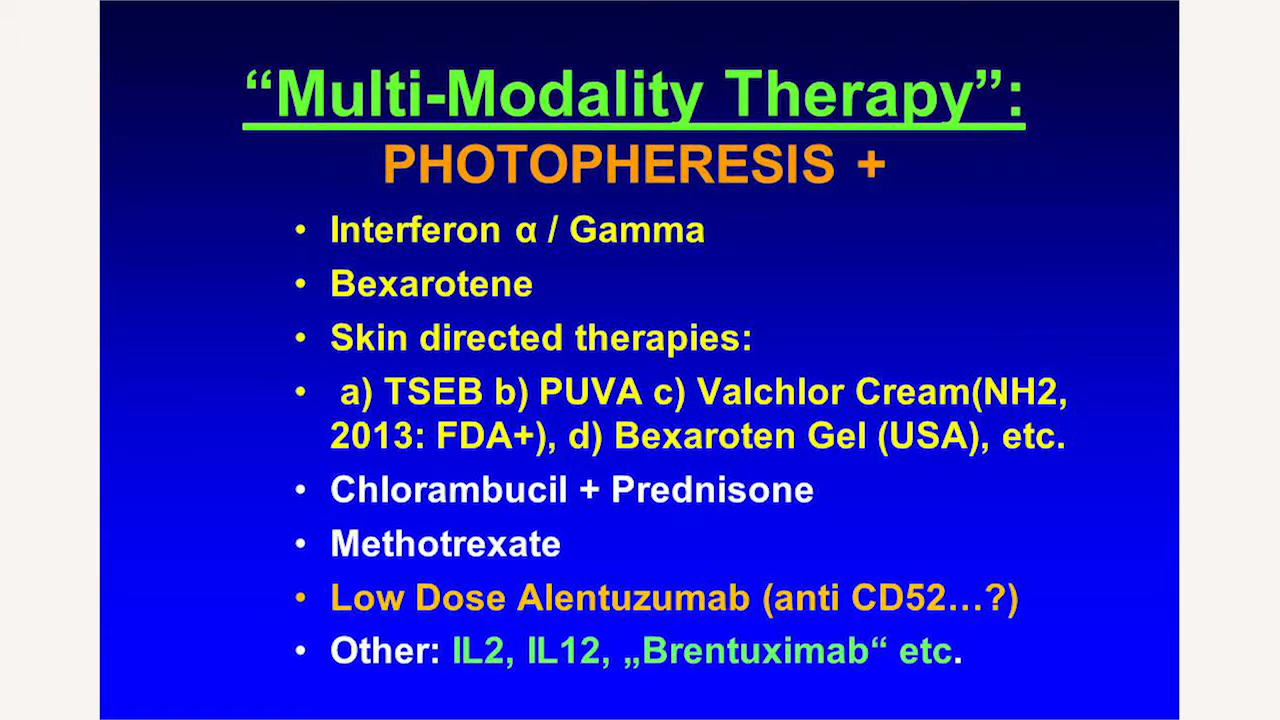 “Multi-Modality Therapy”:
PHOTOPHERESIS +
• Interferon α / Gamma
• Bexarotene
• Skin directed therapies:
• a) TSEB b) PUVA c) Valchlor Cream(NH2,
2013: FDA+), d) Bexaroten Gel (USA), etc.
• Chlorambucil + Prednisone
• Methotrexate
• Low Dose Alentuzumab (anti CD52…?)
• Other: IL2, IL12, „Brentuximab“ etc.